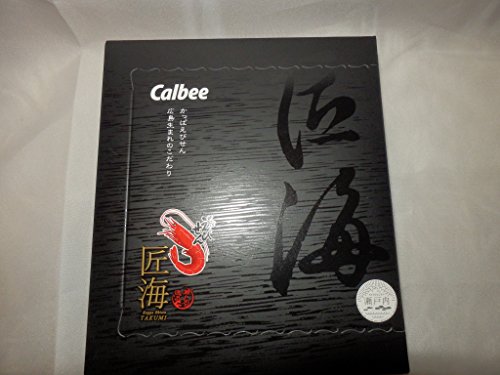 Calbee
かっぱえびせん
広島生まれのこだわり
匠海
匠海
TAKUMI
瀬戸内